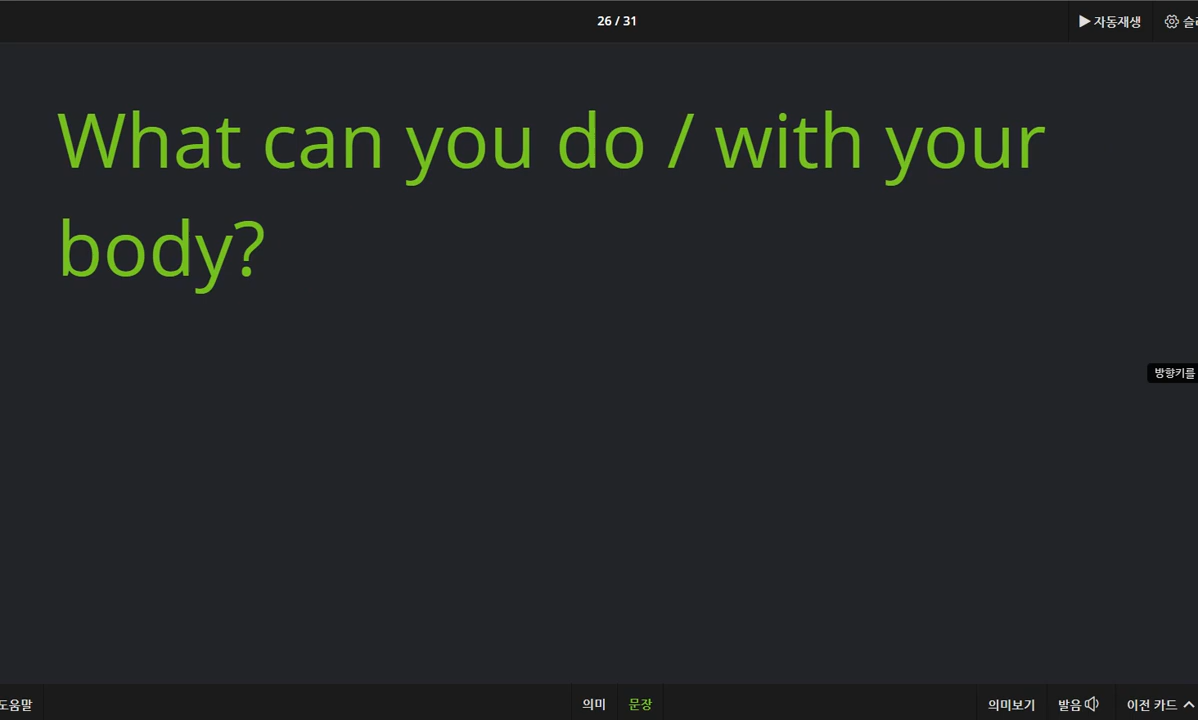 26 / 31
▶ 자동재생
What can you do / with your
body?
방향키를
도움말
의미
문장
의미보기
발음
이전 카드